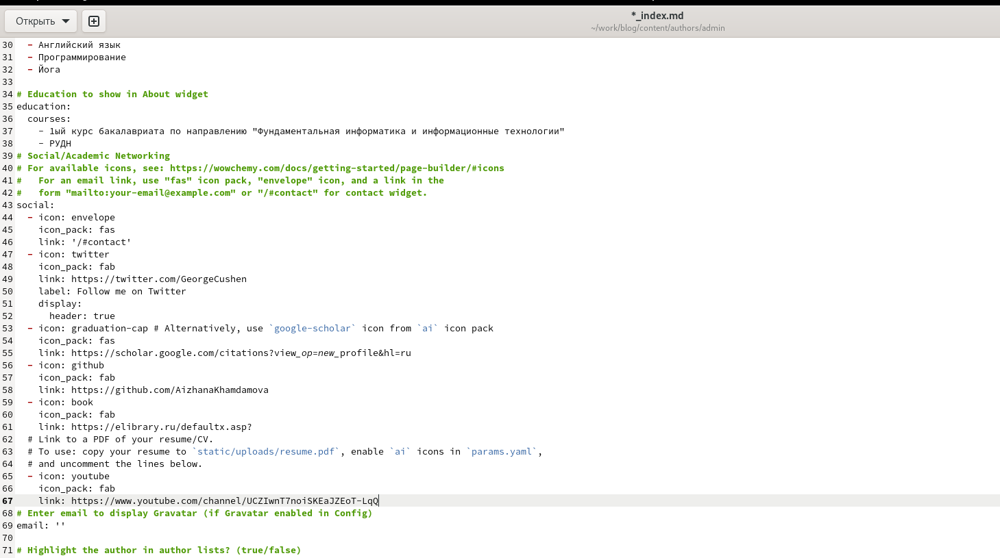 Открыть
*_index.md
~/work/blog/content/authors/admin
30 - Английский язык
31 - Программирование
32 - Йога
33
34 # Education to show in About widget
35 education:
36 courses:
37 - 1ый курс бакалавриата по направлению "Фундаментальная информатика и информационные технологии"
38 - РУДН
39 # Social/Academic Networking
40 # For available icons, see: https://wowchemy.com/docs/getting-started/page-builder/#icons
41 # For an email link, use "fas" icon pack, "envelope" icon, and a link in the
42 # form "mailto:your-email@example.com" or "/#contact" for contact widget.
43 social:
44 - icon: envelope
45 icon_pack: fas
46 link: '/#contact'
47 - icon: twitter
48 icon_pack: fab
49 link: https://twitter.com/GeorgeCushen
50 label: Follow me on Twitter
51 display:
52 header: true
53 - icon: graduation-cap # Alternatively, use `google-scholar` icon from `ai` icon pack
54 icon_pack: fas
55 link: https://scholar.google.com/citations?view_op=new_profile&hl=ru
56 - icon: github
57 icon_pack: fab
58 link: https://github.com/AizhanaKhamdamova
59 - icon: book
60 icon_pack: fab
61 link: https://elibrary.ru/defaultx.asp?
62 # Link to a PDF of your resume/CV.
63 # To use: copy your resume to `static/uploads/resume.pdf`, enable `ai` icons in `params.yaml`,
64 # and uncomment the lines below.
65 - icon: youtube
66 icon_pack: fab
67 link: https://www.youtube.com/channel/UCZIwnT7noiSKEaJZEoT-LqQ
68 # Enter email to display Gravatar (if Gravatar enabled in Config)
69 email: ''
70
71 # Highlight the author in author lists? (true/false)